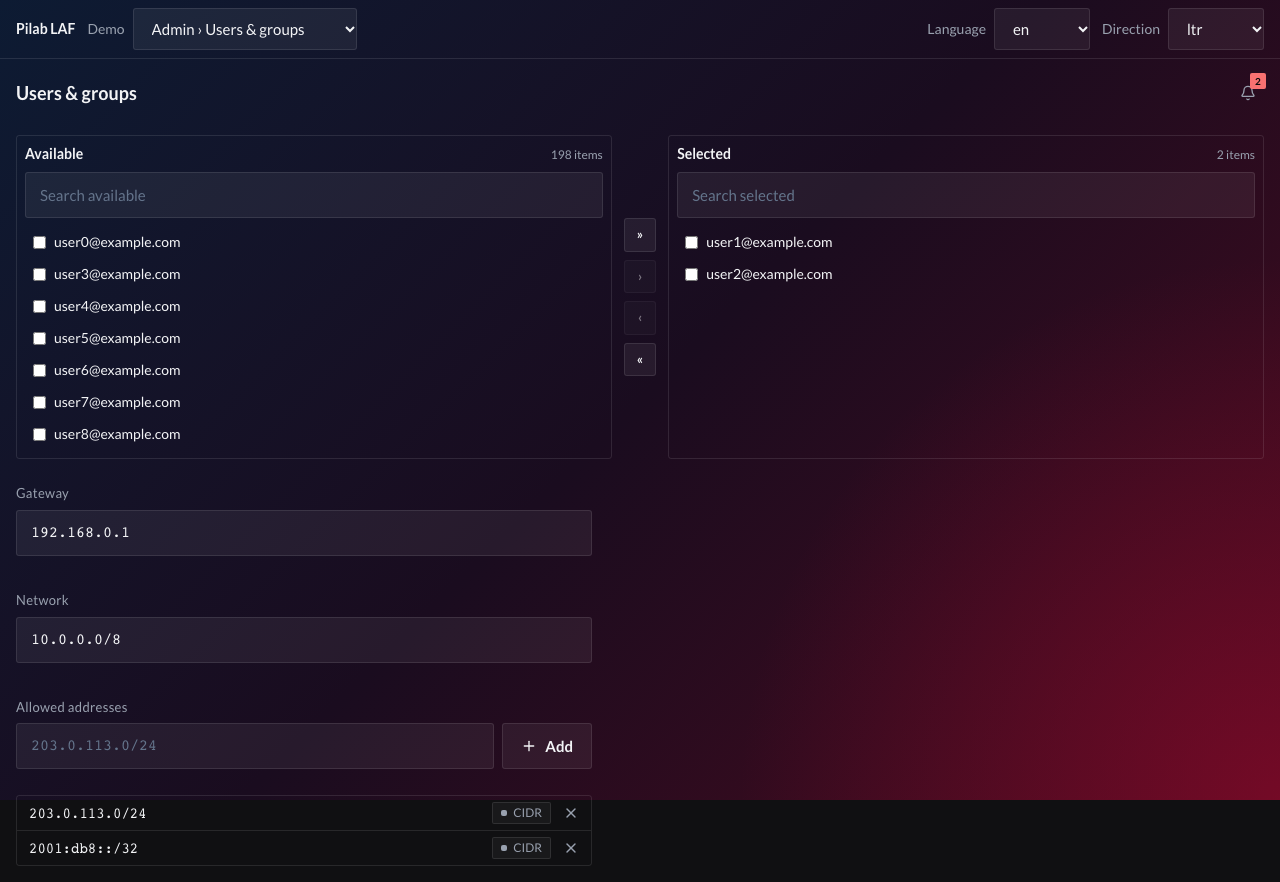 Pilab LAF Demo Admin › Users & groups Language en Direction ltr
Users & groups
2
Available 198 items
Search available
user0@example.com
user3@example.com
user4@example.com
user5@example.com
user6@example.com
user7@example.com
user8@example.com
»
›
‹
«
Selected 2 items
Search selected
user1@example.com
user2@example.com
Gateway
192.168.0.1
Network
10.0.0.0/8
Allowed addresses
203.0.113.0/24 + Add
203.0.113.0/24 CIDR
2001:db8::/32 CIDR